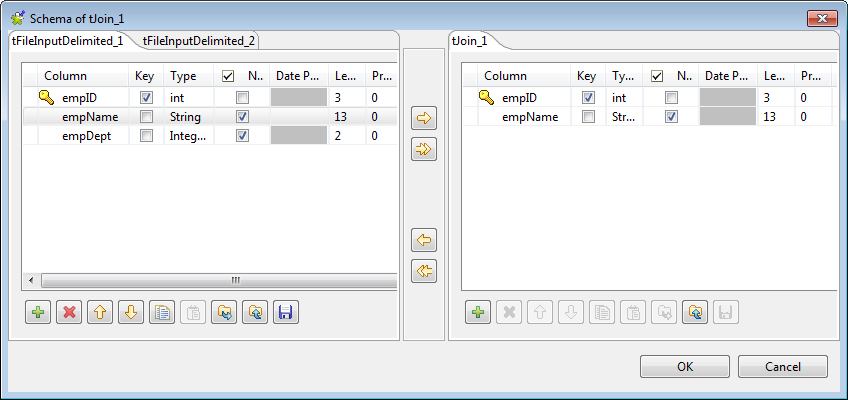 Schema of tJoin_1
tFileInputDelimited_1 tFileInputDelimited_2
Column Key Type N.. Date P... Le... Pr...
empID int 3 0
empName String 13 0
empDept Integ... 2 0
tJoin_1
Column Key Ty... N.. Date P... Le... Pr...
empID int 3 0
empName Str... 13 0
OK Cancel